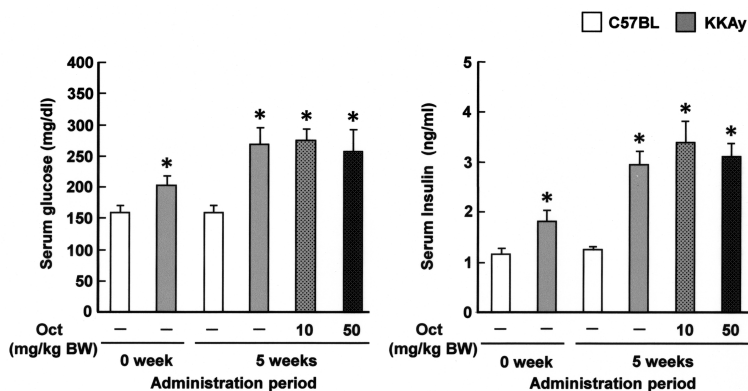 C57BL KKAy
Serum glucose (mg/dl)
400
350
300
250
200
150
100
50
0
* * * *
Oct – – – – 10 50
(mg/kg BW)
0 week 5 weeks
Administration period
Serum Insulin (ng/ml)
5
4
3
2
1
0
* * * *
Oct – – – – 10 50
(mg/kg BW)
0 week 5 weeks
Administration period